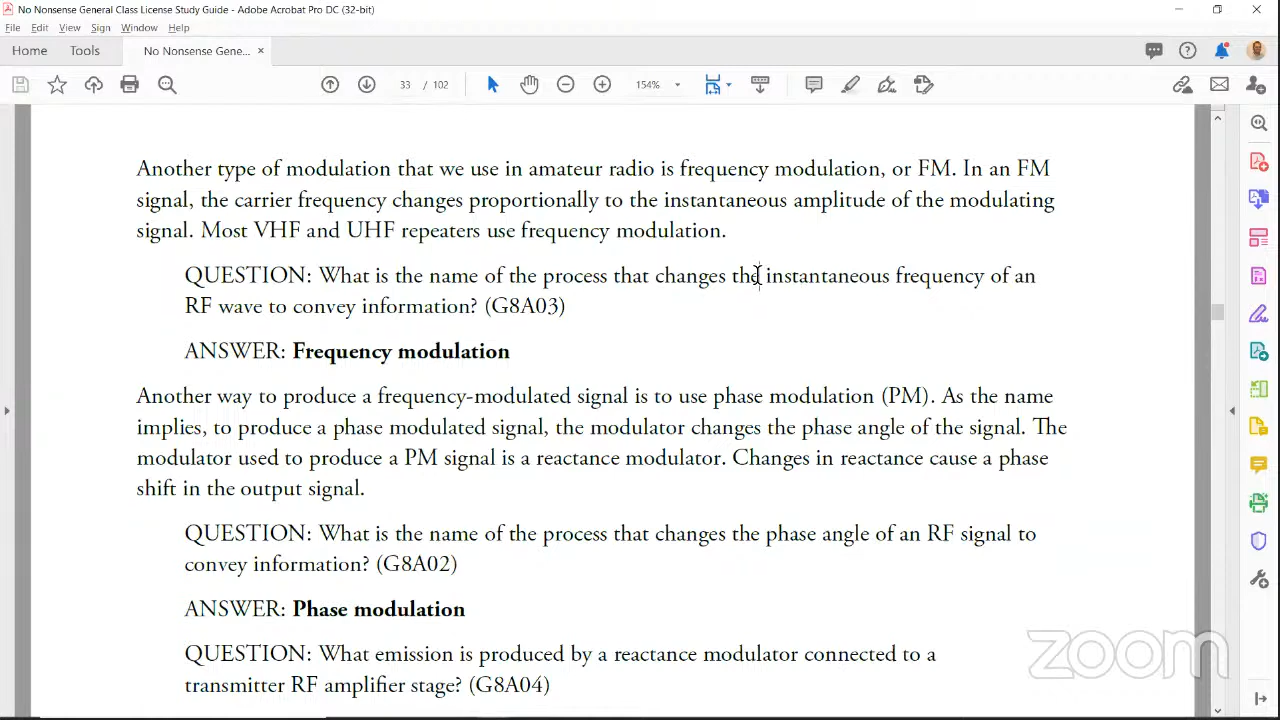 No Nonsense General Class License Study Guide - Adobe Acrobat Pro DC (32-bit)
File Edit View Sign Window Help
Home Tools No Nonsense Gene... ×
33 / 102 154%
Another type of modulation that we use in amateur radio is frequency modulation, or FM. In an FM
signal, the carrier frequency changes proportionally to the instantaneous amplitude of the modulating
signal. Most VHF and UHF repeaters use frequency modulation.
QUESTION: What is the name of the process that changes the instantaneous frequency of an
RF wave to convey information? (G8A03)
ANSWER: Frequency modulation
Another way to produce a frequency-modulated signal is to use phase modulation (PM). As the name
implies, to produce a phase modulated signal, the modulator changes the phase angle of the signal. The
modulator used to produce a PM signal is a reactance modulator. Changes in reactance cause a phase
shift in the output signal.
QUESTION: What is the name of the process that changes the phase angle of an RF signal to
convey information? (G8A02)
ANSWER: Phase modulation
QUESTION: What emission is produced by a reactance modulator connected to a
transmitter RF amplifier stage? (G8A04)
zoom